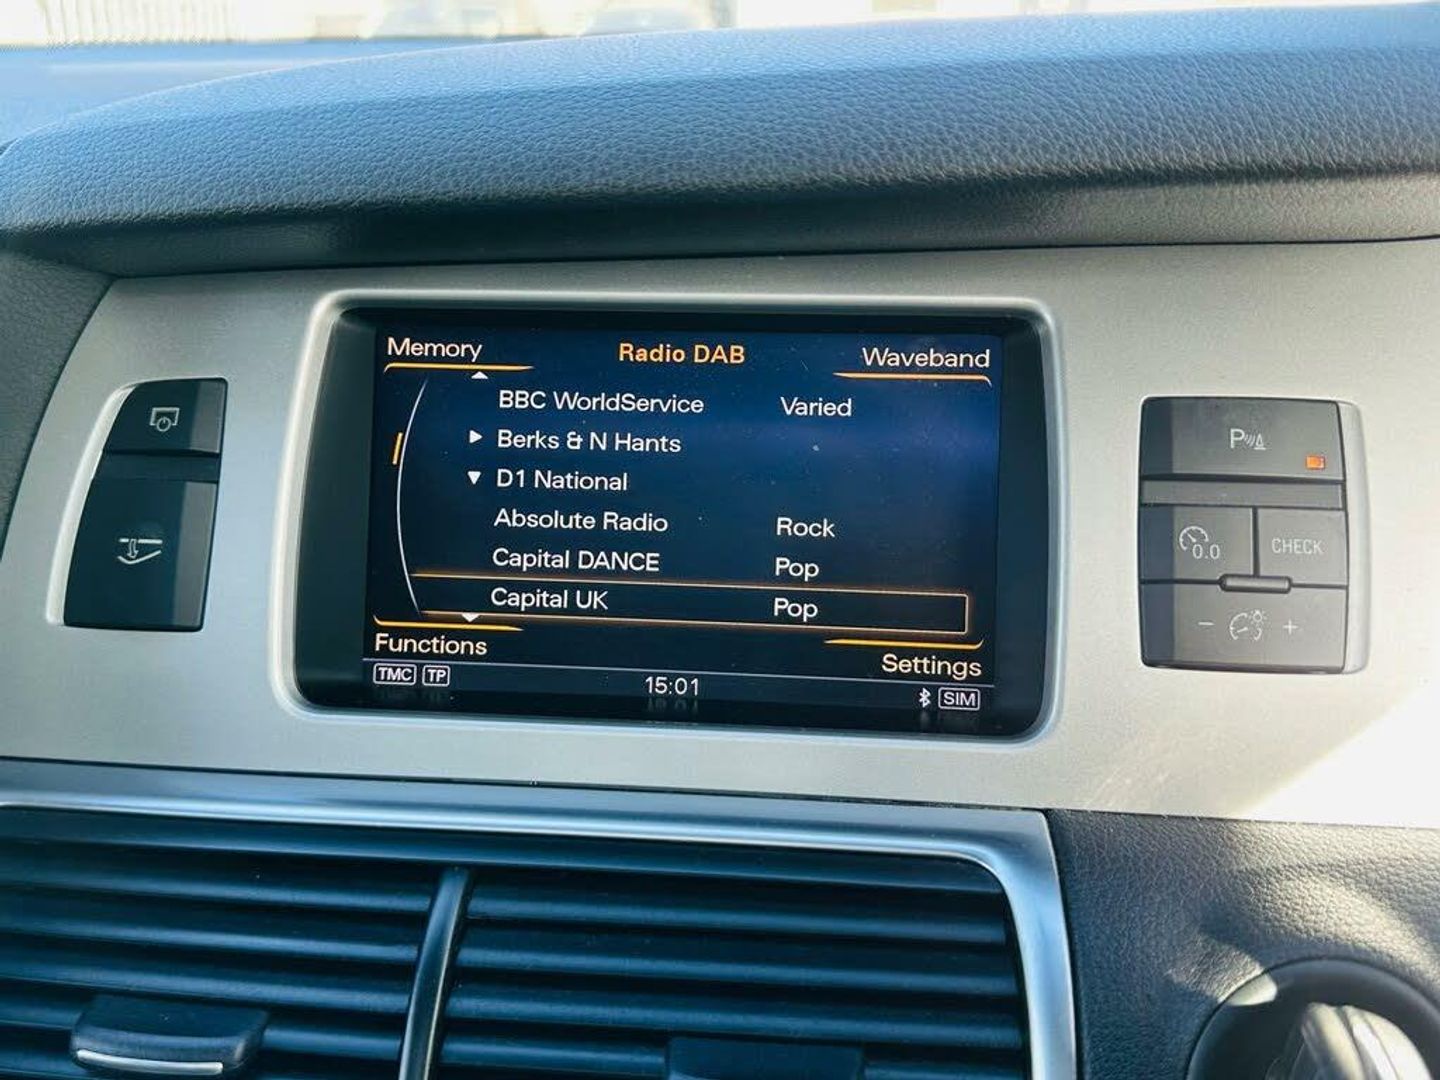 Memory Radio DAB Waveband
BBC WorldService Varied
Berks & N Hants
D1 National
Absolute Radio Rock
Capital DANCE Pop
Capital UK Pop
Functions Settings
TMC TP 15:01 SIM
P
0.0 CHECK
- +